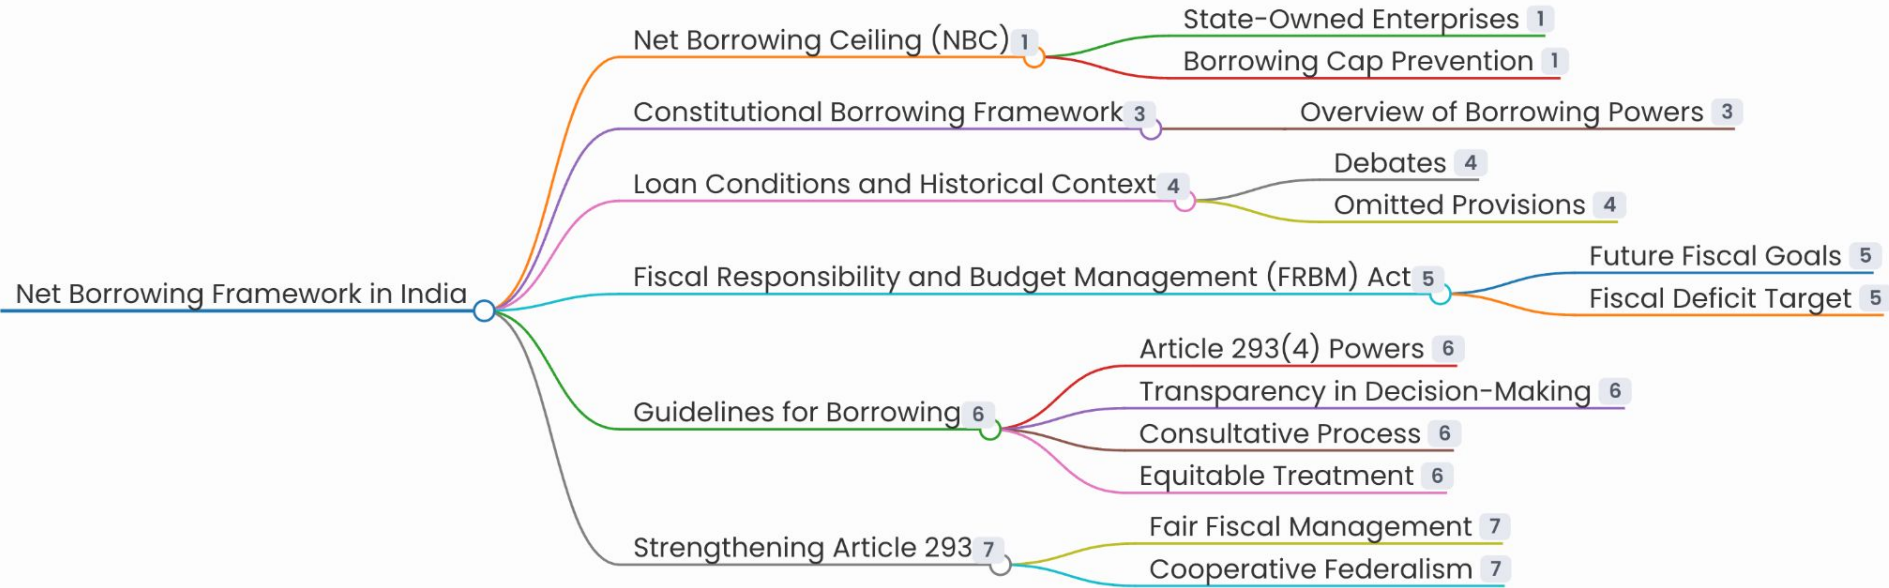 Net Borrowing Framework in India
Net Borrowing Ceiling (NBC) 1
State-Owned Enterprises 1
Borrowing Cap Prevention 1
Constitutional Borrowing Framework 3
Overview of Borrowing Powers 3
Loan Conditions and Historical Context 4
Debates 4
Omitted Provisions 4
Fiscal Responsibility and Budget Management (FRBM) Act 5
Future Fiscal Goals 5
Fiscal Deficit Target 5
Guidelines for Borrowing 6
Article 293(4) Powers 6
Transparency in Decision-Making 6
Consultative Process 6
Equitable Treatment 6
Strengthening Article 293 7
Fair Fiscal Management 7
Cooperative Federalism 7